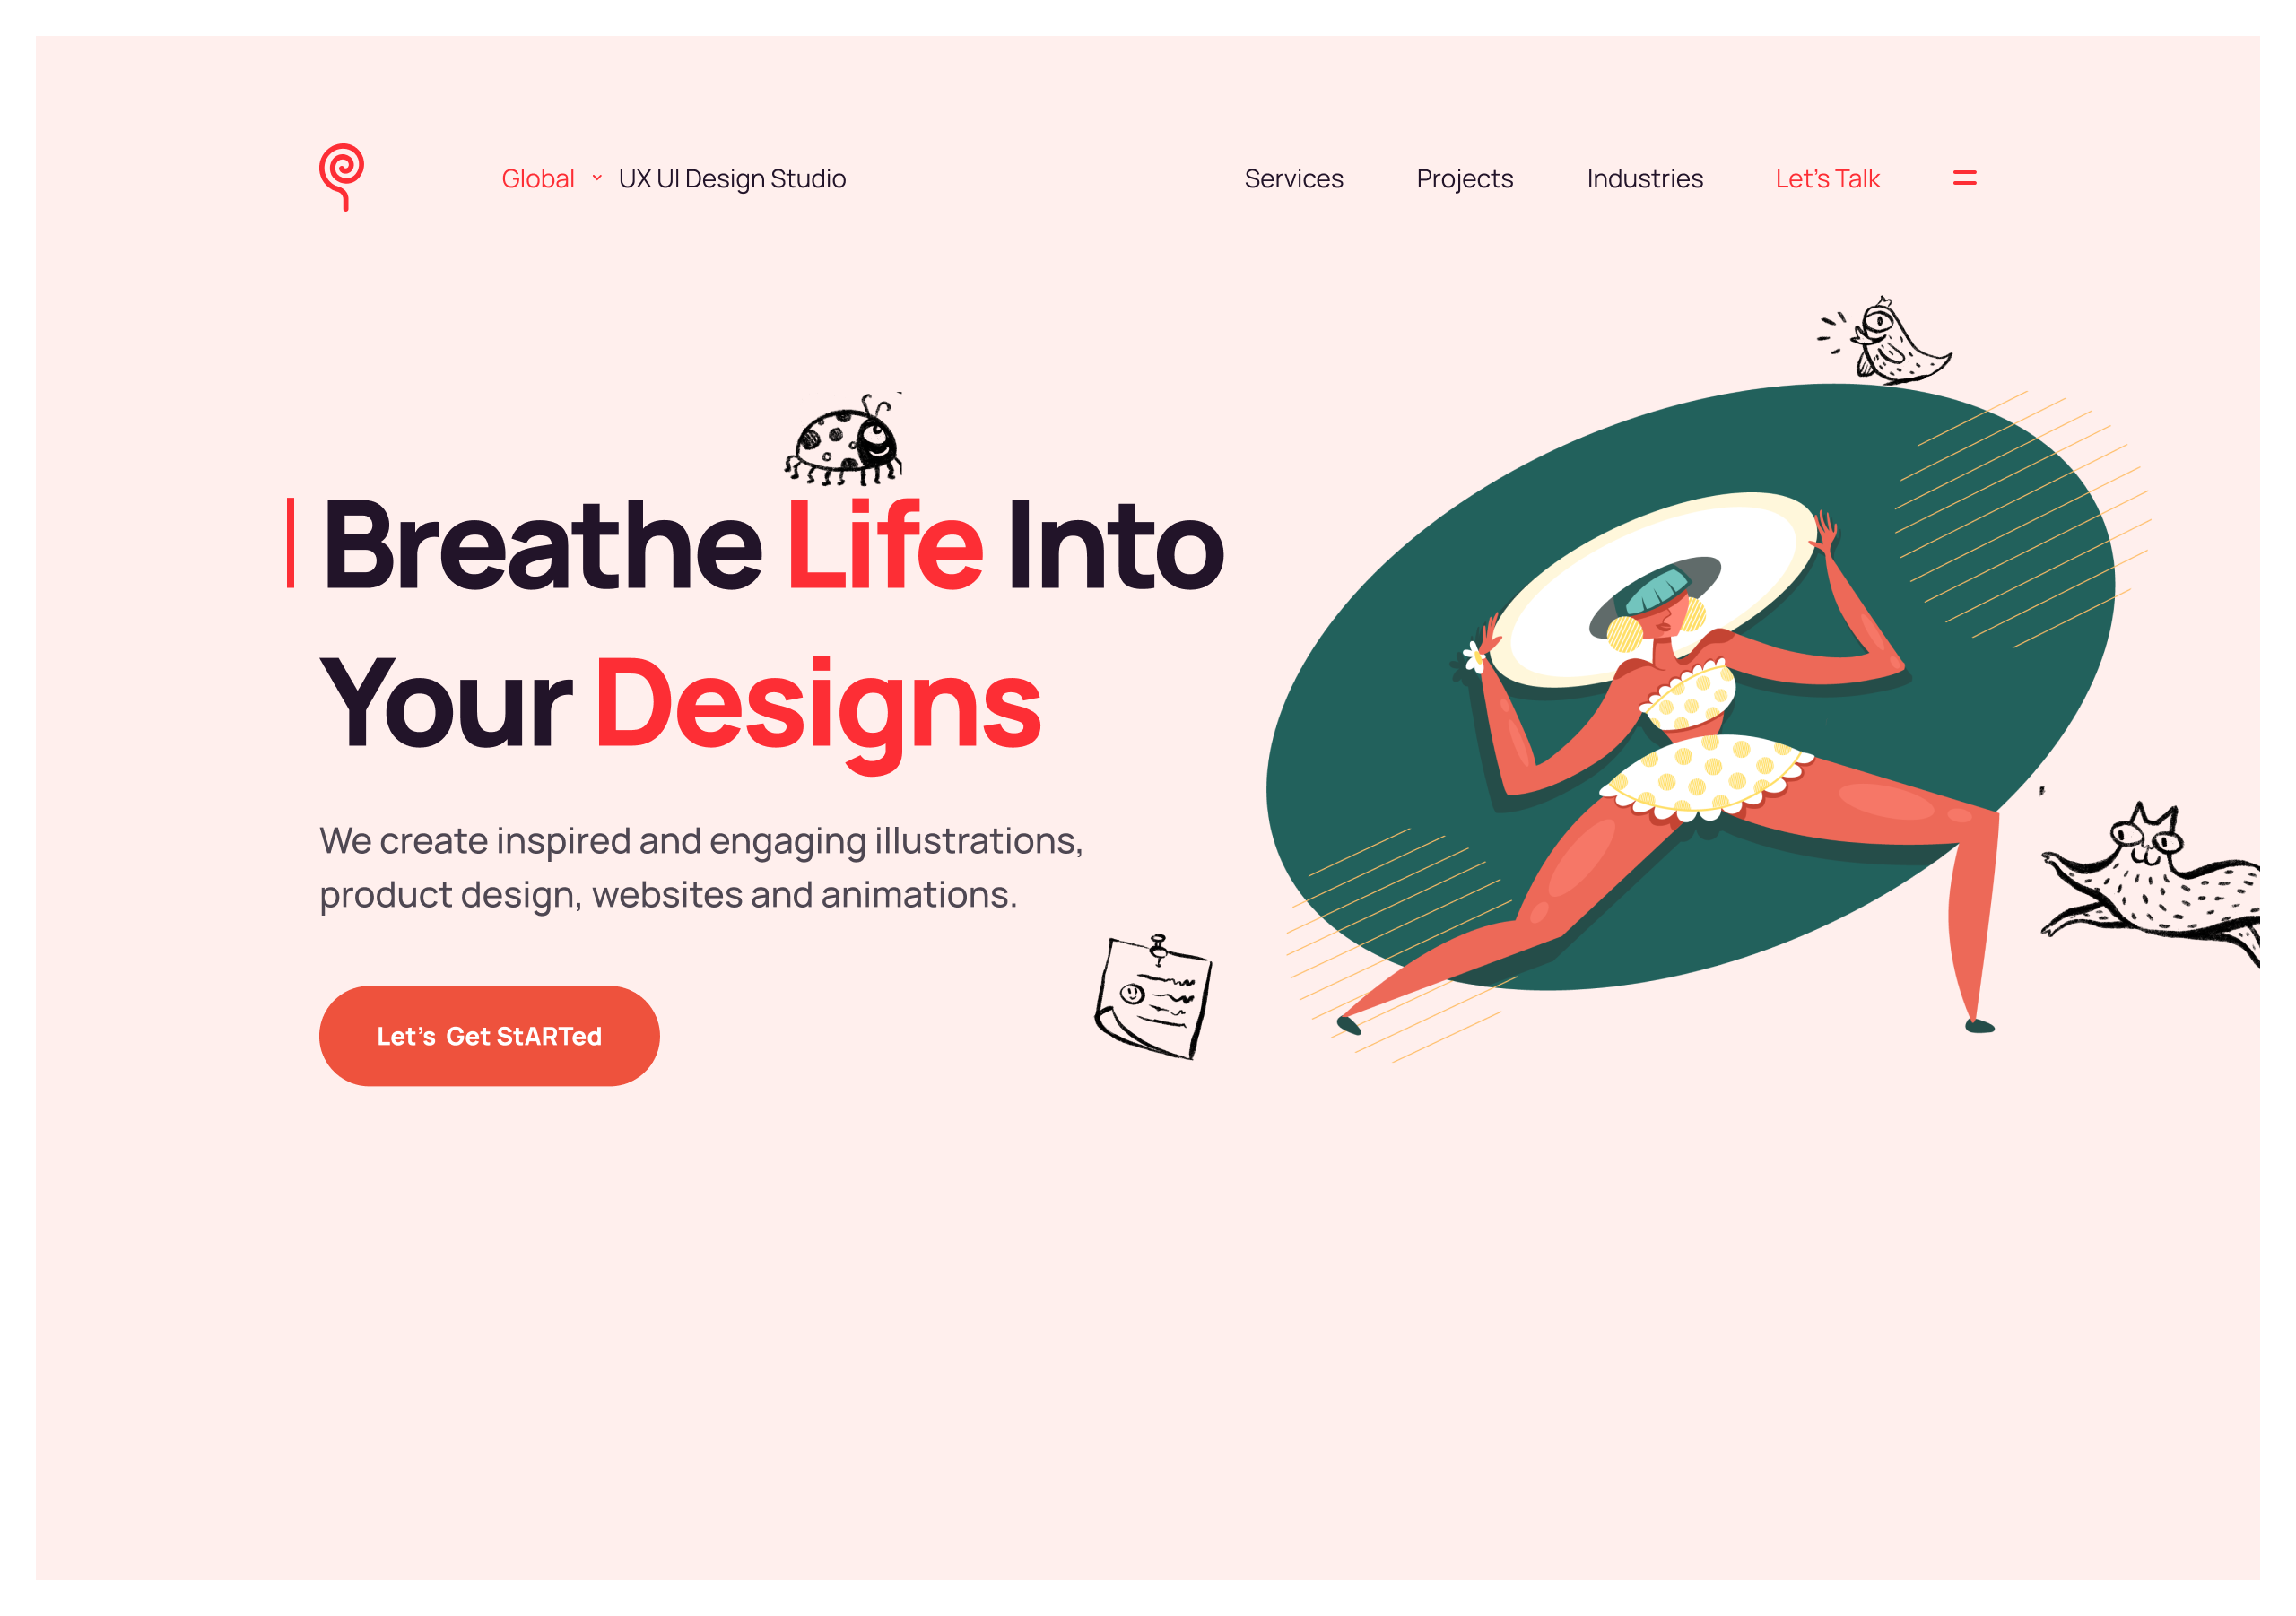 Global UX UI Design Studio Services Projects Industries Let's Talk
Breathe Life Into
Your Designs
We create inspired and engaging illustrations,
product design, websites and animations.
Let's Get StARTed